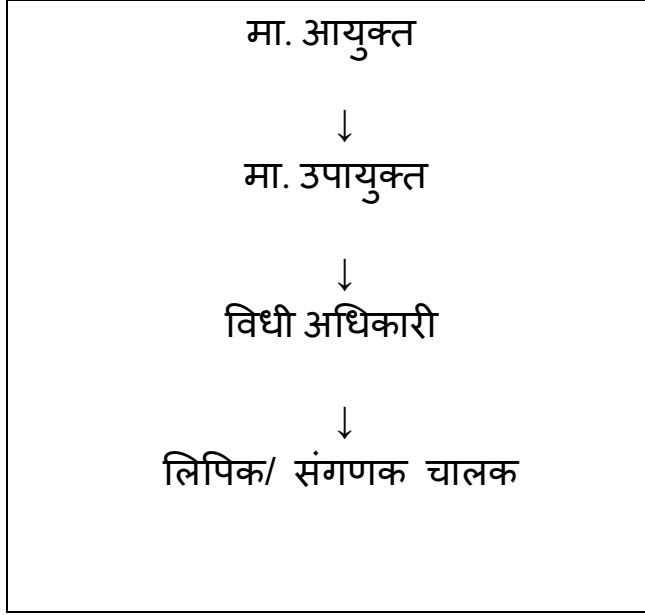 मा. आयुक्त
↓
मा. उपायुक्त
↓
विधी अधिकारी
↓
लिपिक/ संगणक चालक